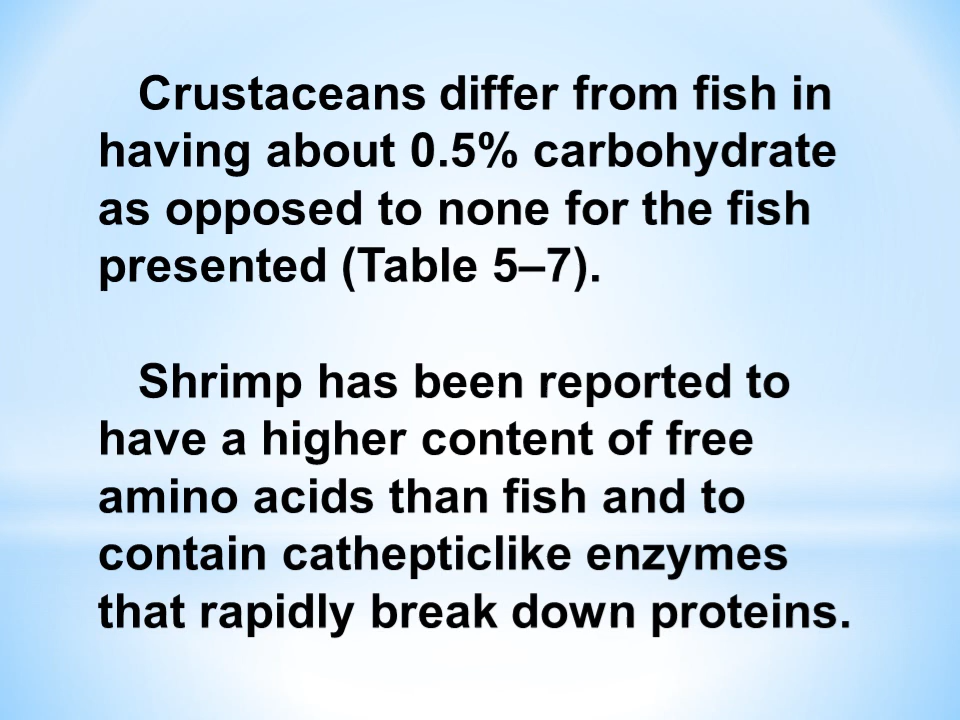 Crustaceans differ from fish in
having about 0.5% carbohydrate
as opposed to none for the fish
presented (Table 5–7).
Shrimp has been reported to
have a higher content of free
amino acids than fish and to
contain cathepticlike enzymes
that rapidly break down proteins.